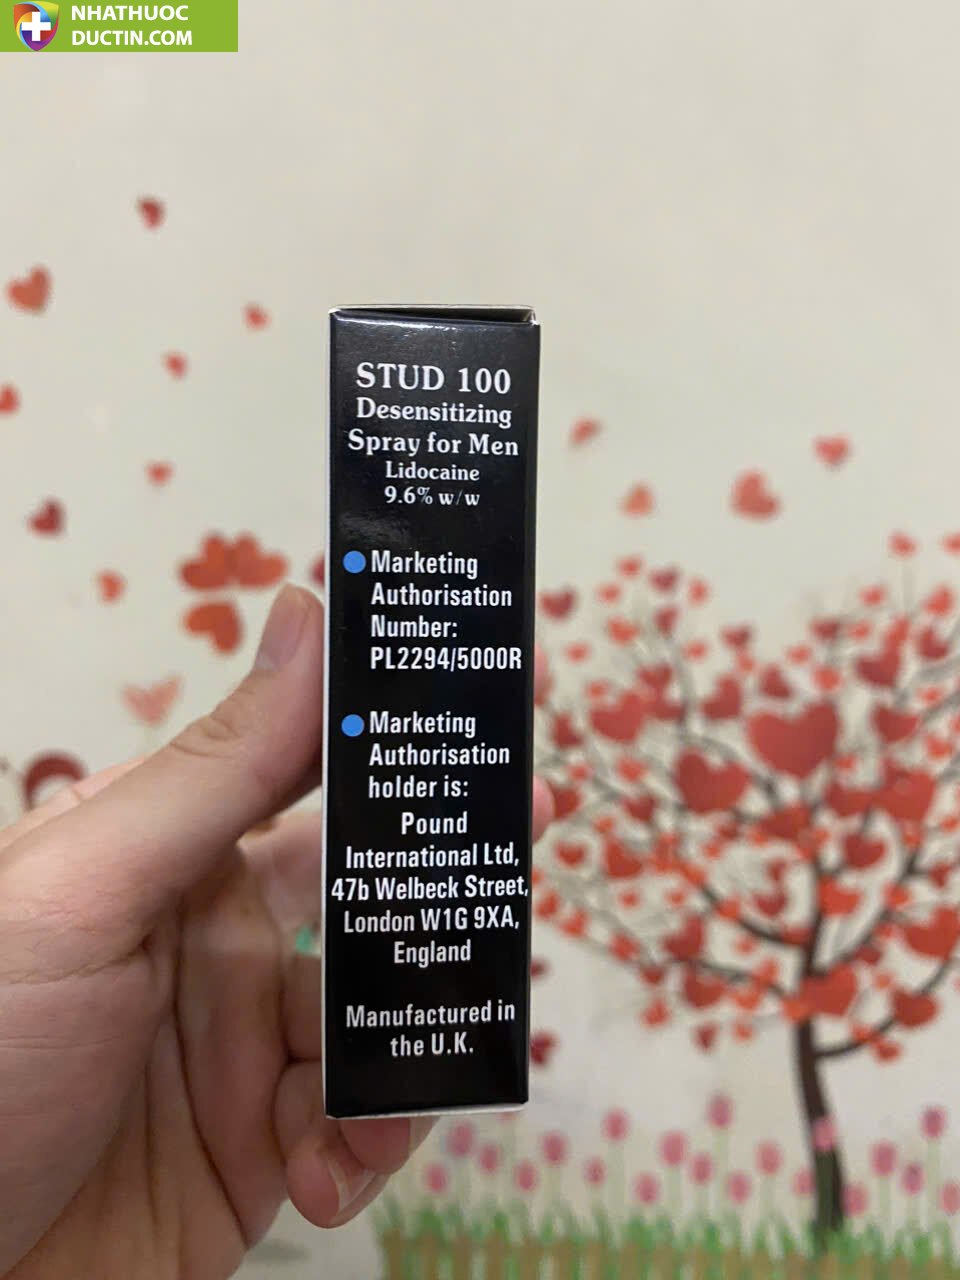 NHATHUOC
DUCTIN.COM
STUD 100
Desensitizing
Spray for Men
Lidocaine
9.6% w/w
Marketing
Authorisation
Number:
PL2294/5000R
Marketing
Authorisation
holder is:
Pound
International Ltd,
47b Welbeck Street,
London W1G 9XA,
England
Manufactured in
the U.K.